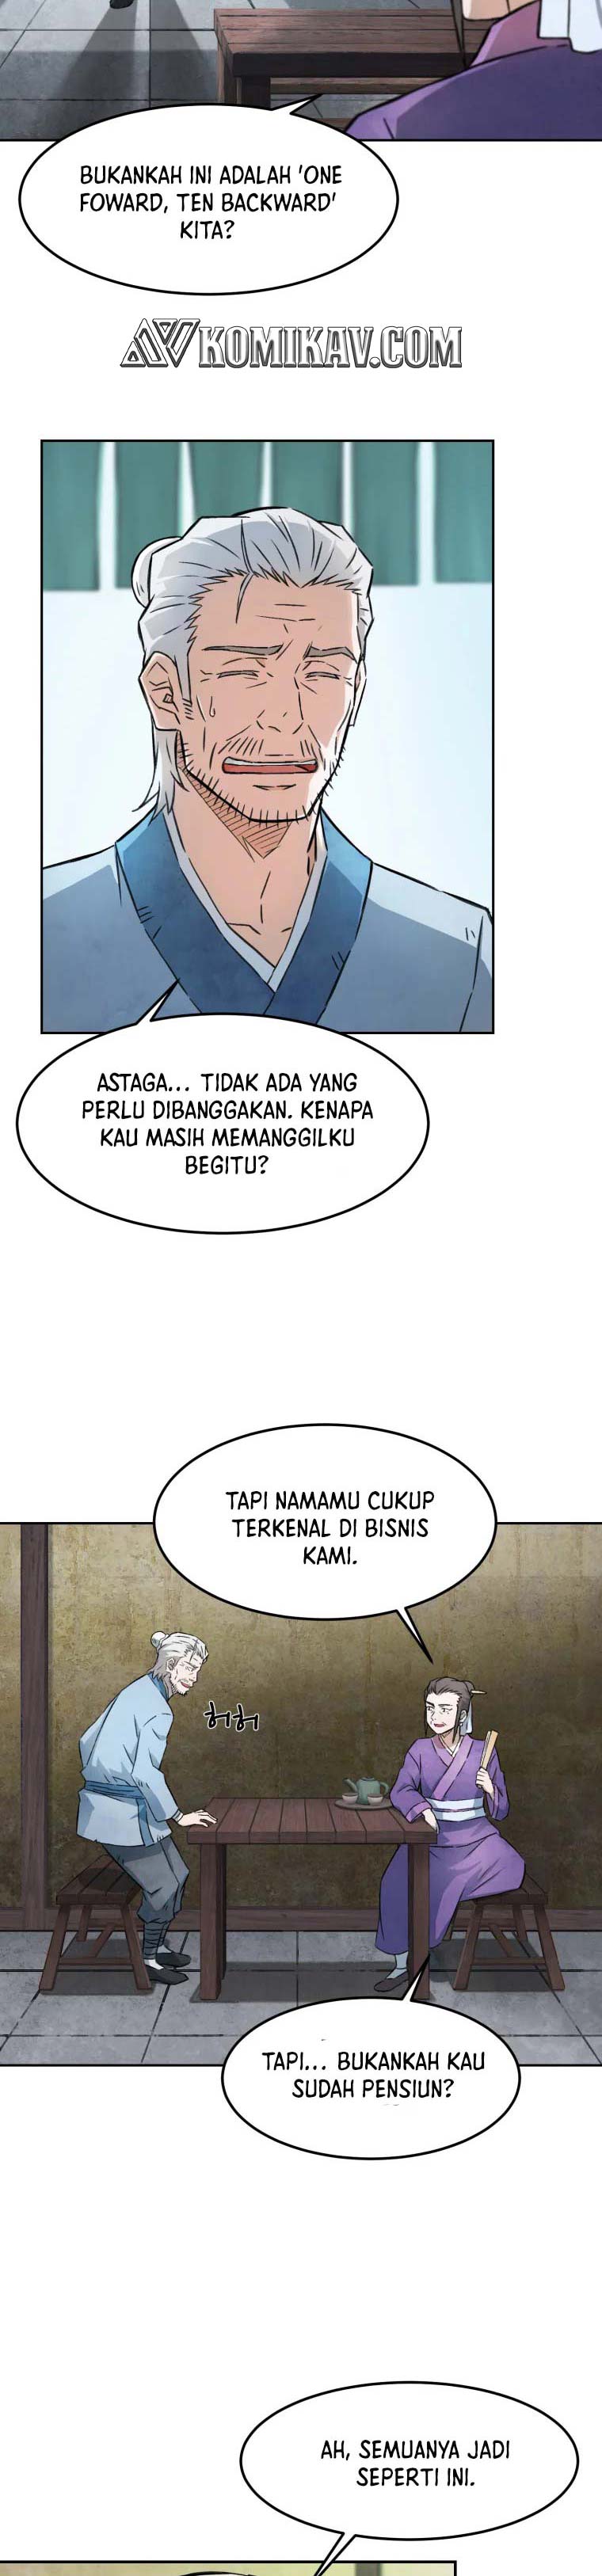 BUKANKAH INI ADALAH 'ONE
FOWARD, TEN BACKWARD'
KITA?
KOMIKAV.COM
ASTAGA... TIDAK ADA YANG
PERLU DIBANGGAKAN. KENAPA
KAU MASIH MEMANGGILKU
BEGITU?
TAPI NAMAMU CUKUP
TERKENAL DI BISNIS
KAMI.
허허
TAPI... BUKANKAH KAU
SUDAH PENSIUN?
AH, SEMUANYA JADI
SEPERTI INI.